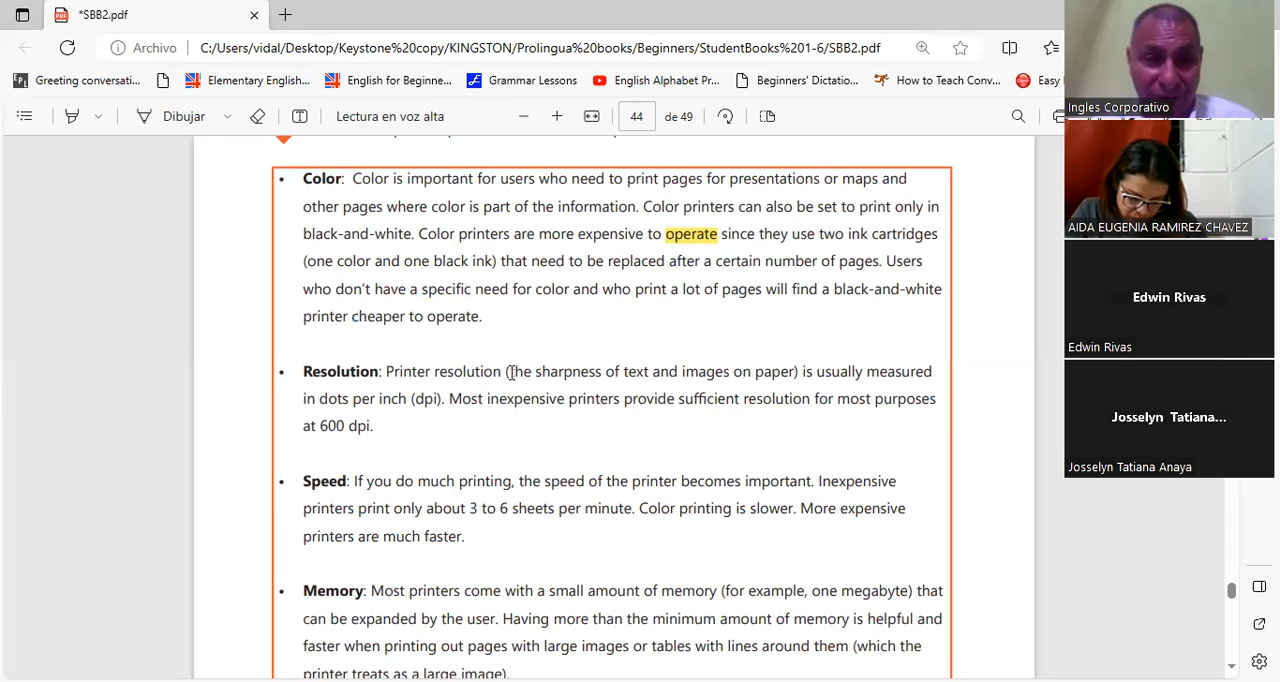 *SBB2.pdf
Archivo
C:/Users/vidal/Desktop/Keystone%20copy/KINGSTON/Prolingua%20books/Beginners/StudentBooks%201-6/SBB2.pdf
Greeting conversati...
Elementary English...
English for Beginne...
Grammar Lessons
English Alphabet Pr...
Beginners' Dictatio...
How to Teach Conv...
Easy
Dibujar
Lectura en voz alta
44
de 49
Color: Color is important for users who need to print pages for presentations or maps and
other pages where color is part of the information. Color printers can also be set to print only in
black-and-white. Color printers are more expensive to operate since they use two ink cartridges
(one color and one black ink) that need to be replaced after a certain number of pages. Users
who don't have a specific need for color and who print a lot of pages will find a black-and-white
printer cheaper to operate.
Resolution: Printer resolution (the sharpness of text and images on paper) is usually measured
in dots per inch (dpi). Most inexpensive printers provide sufficient resolution for most purposes
at 600 dpi.
Speed: If you do much printing, the speed of the printer becomes important. Inexpensive
printers print only about 3 to 6 sheets per minute. Color printing is slower. More expensive
printers are much faster.
Memory: Most printers come with a small amount of memory (for example, one megabyte) that
can be expanded by the user. Having more than the minimum amount of memory is helpful and
faster when printing out pages with large images or tables with lines around them (which the
printer treats as a large image).
Ingles Corporativo
AIDA EUGENIA RAMIREZ CHAVEZ
Edwin Rivas
Edwin Rivas
Josselyn Tatiana...
Josselyn Tatiana Anaya